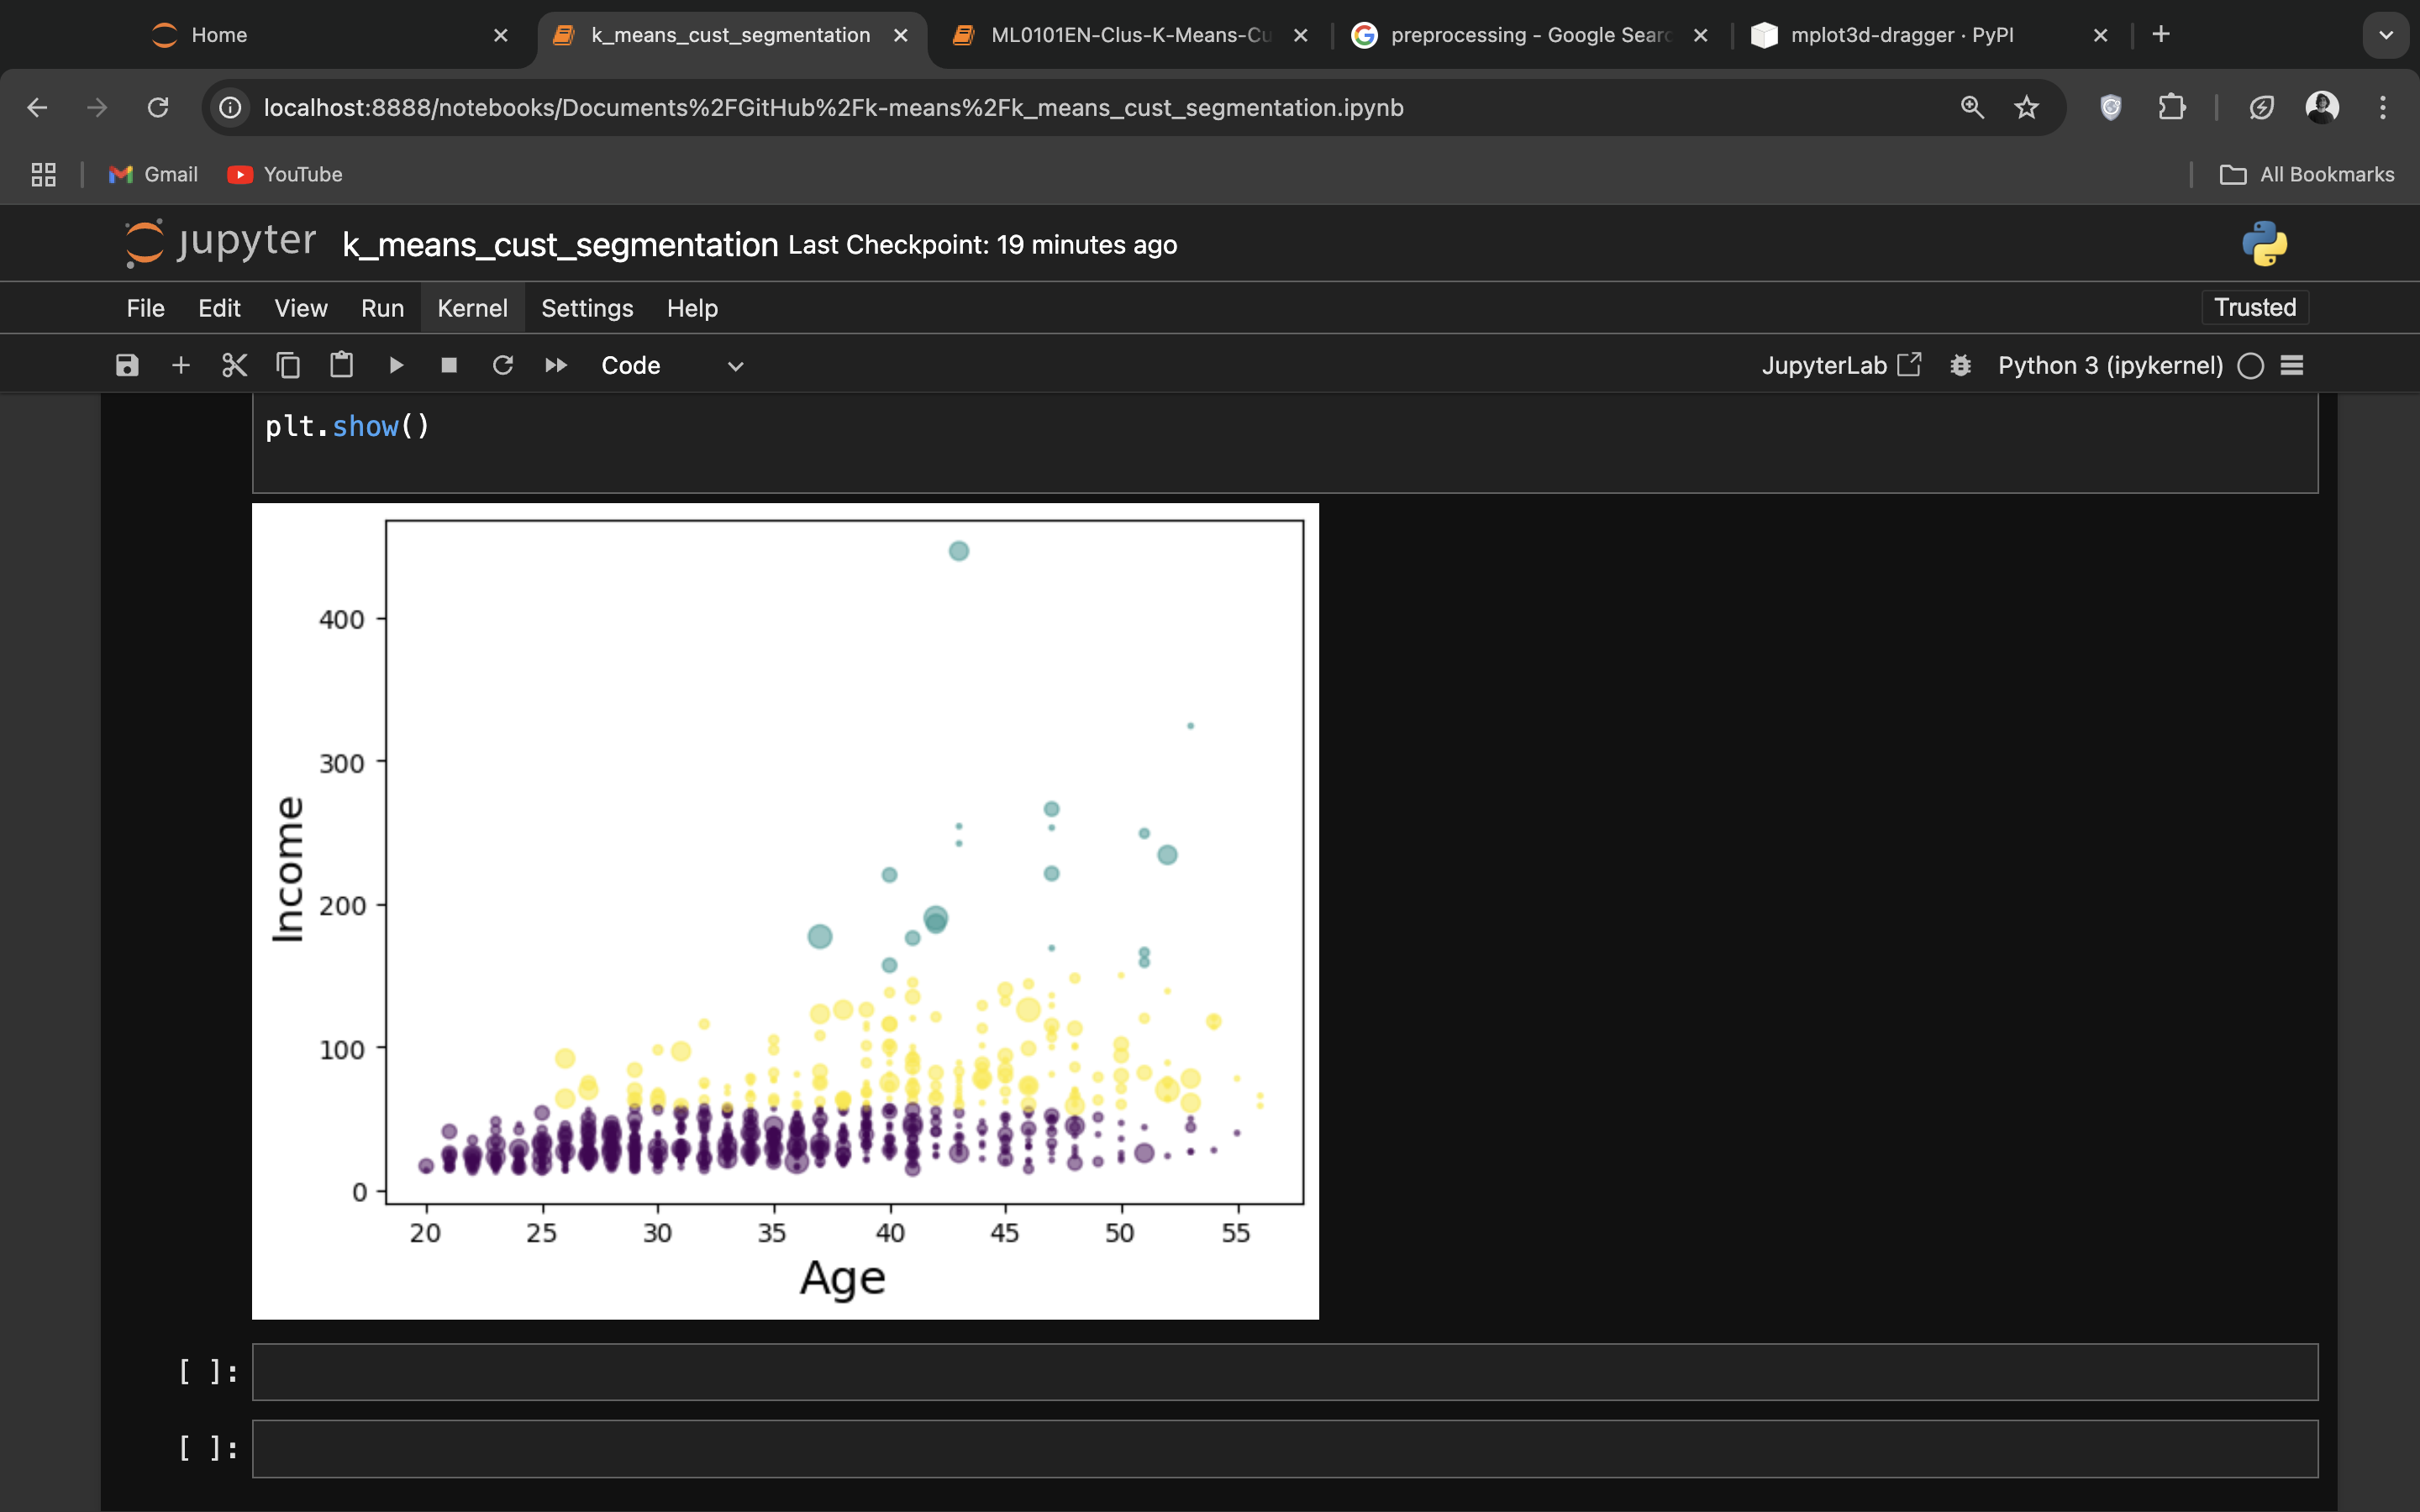 Home
k_means_cust_segmentation
ML0101EN-Clus-K-Means-Cu
preprocessing - Google Searc
mplot3d-dragger · PyPI
localhost:8888/notebooks/Documents%2FGitHub%2Fk-means%2Fk_means_cust_segmentation.ipynb
Gmail
YouTube
All Bookmarks
jupyter k_means_cust_segmentation Last Checkpoint: 19 minutes ago
File Edit View Run Kernel Settings Help
Trusted
Code
JupyterLab
Python 3 (ipykernel)
plt.show()
400
300
200
100
0
Income
20 25 30 35 40 45 50 55
Age
[ ]:
[ ]: